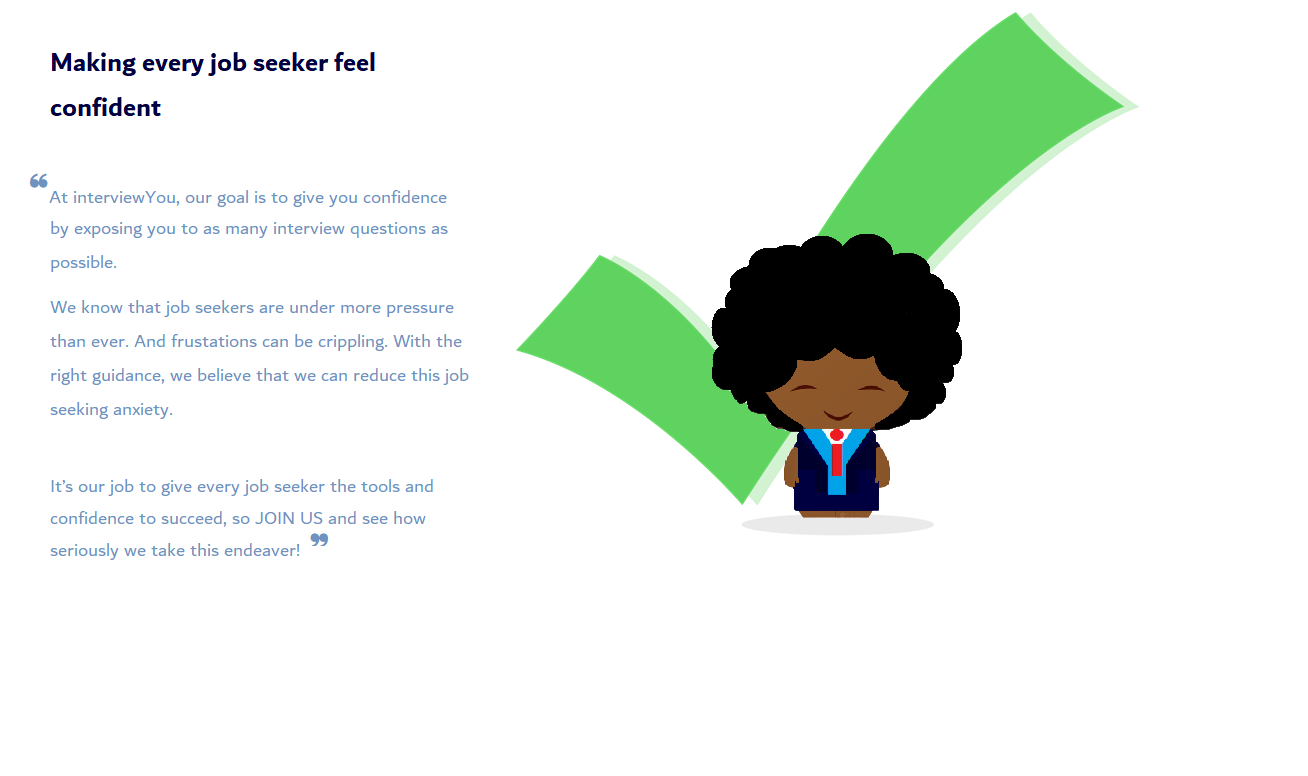 Making every job seeker feel
confident
❝At interviewYou, our goal is to give you confidence
by exposing you to as many interview questions as
possible.
We know that job seekers are under more pressure
than ever. And frustations can be crippling. With the
right guidance, we believe that we can reduce this job
seeking anxiety.
It’s our job to give every job seeker the tools and
confidence to succeed, so JOIN US and see how
seriously we take this endeaver! ❞